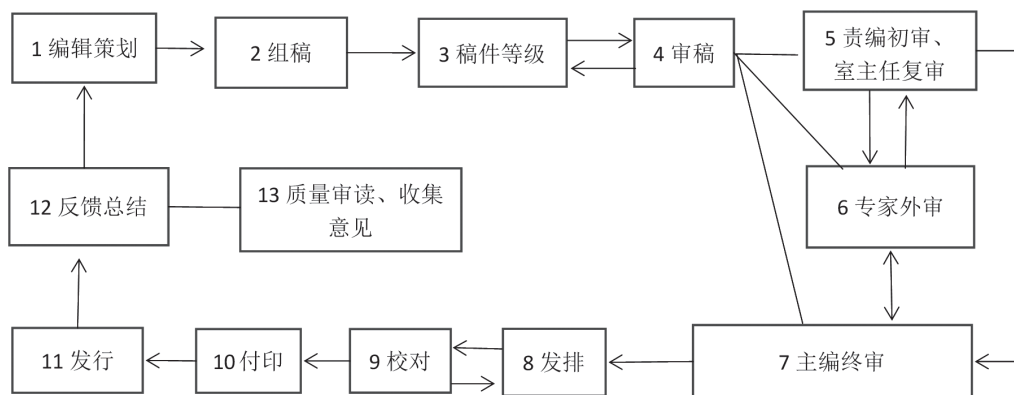 1 编辑策划
2 组稿
3 稿件等级
4 审稿
5 责编初审、
室主任复审
6 专家外审
7 主编终审
8 发排
9 校对
10 付印
11 发行
12 反馈总结
13 质量审读、收集
意见